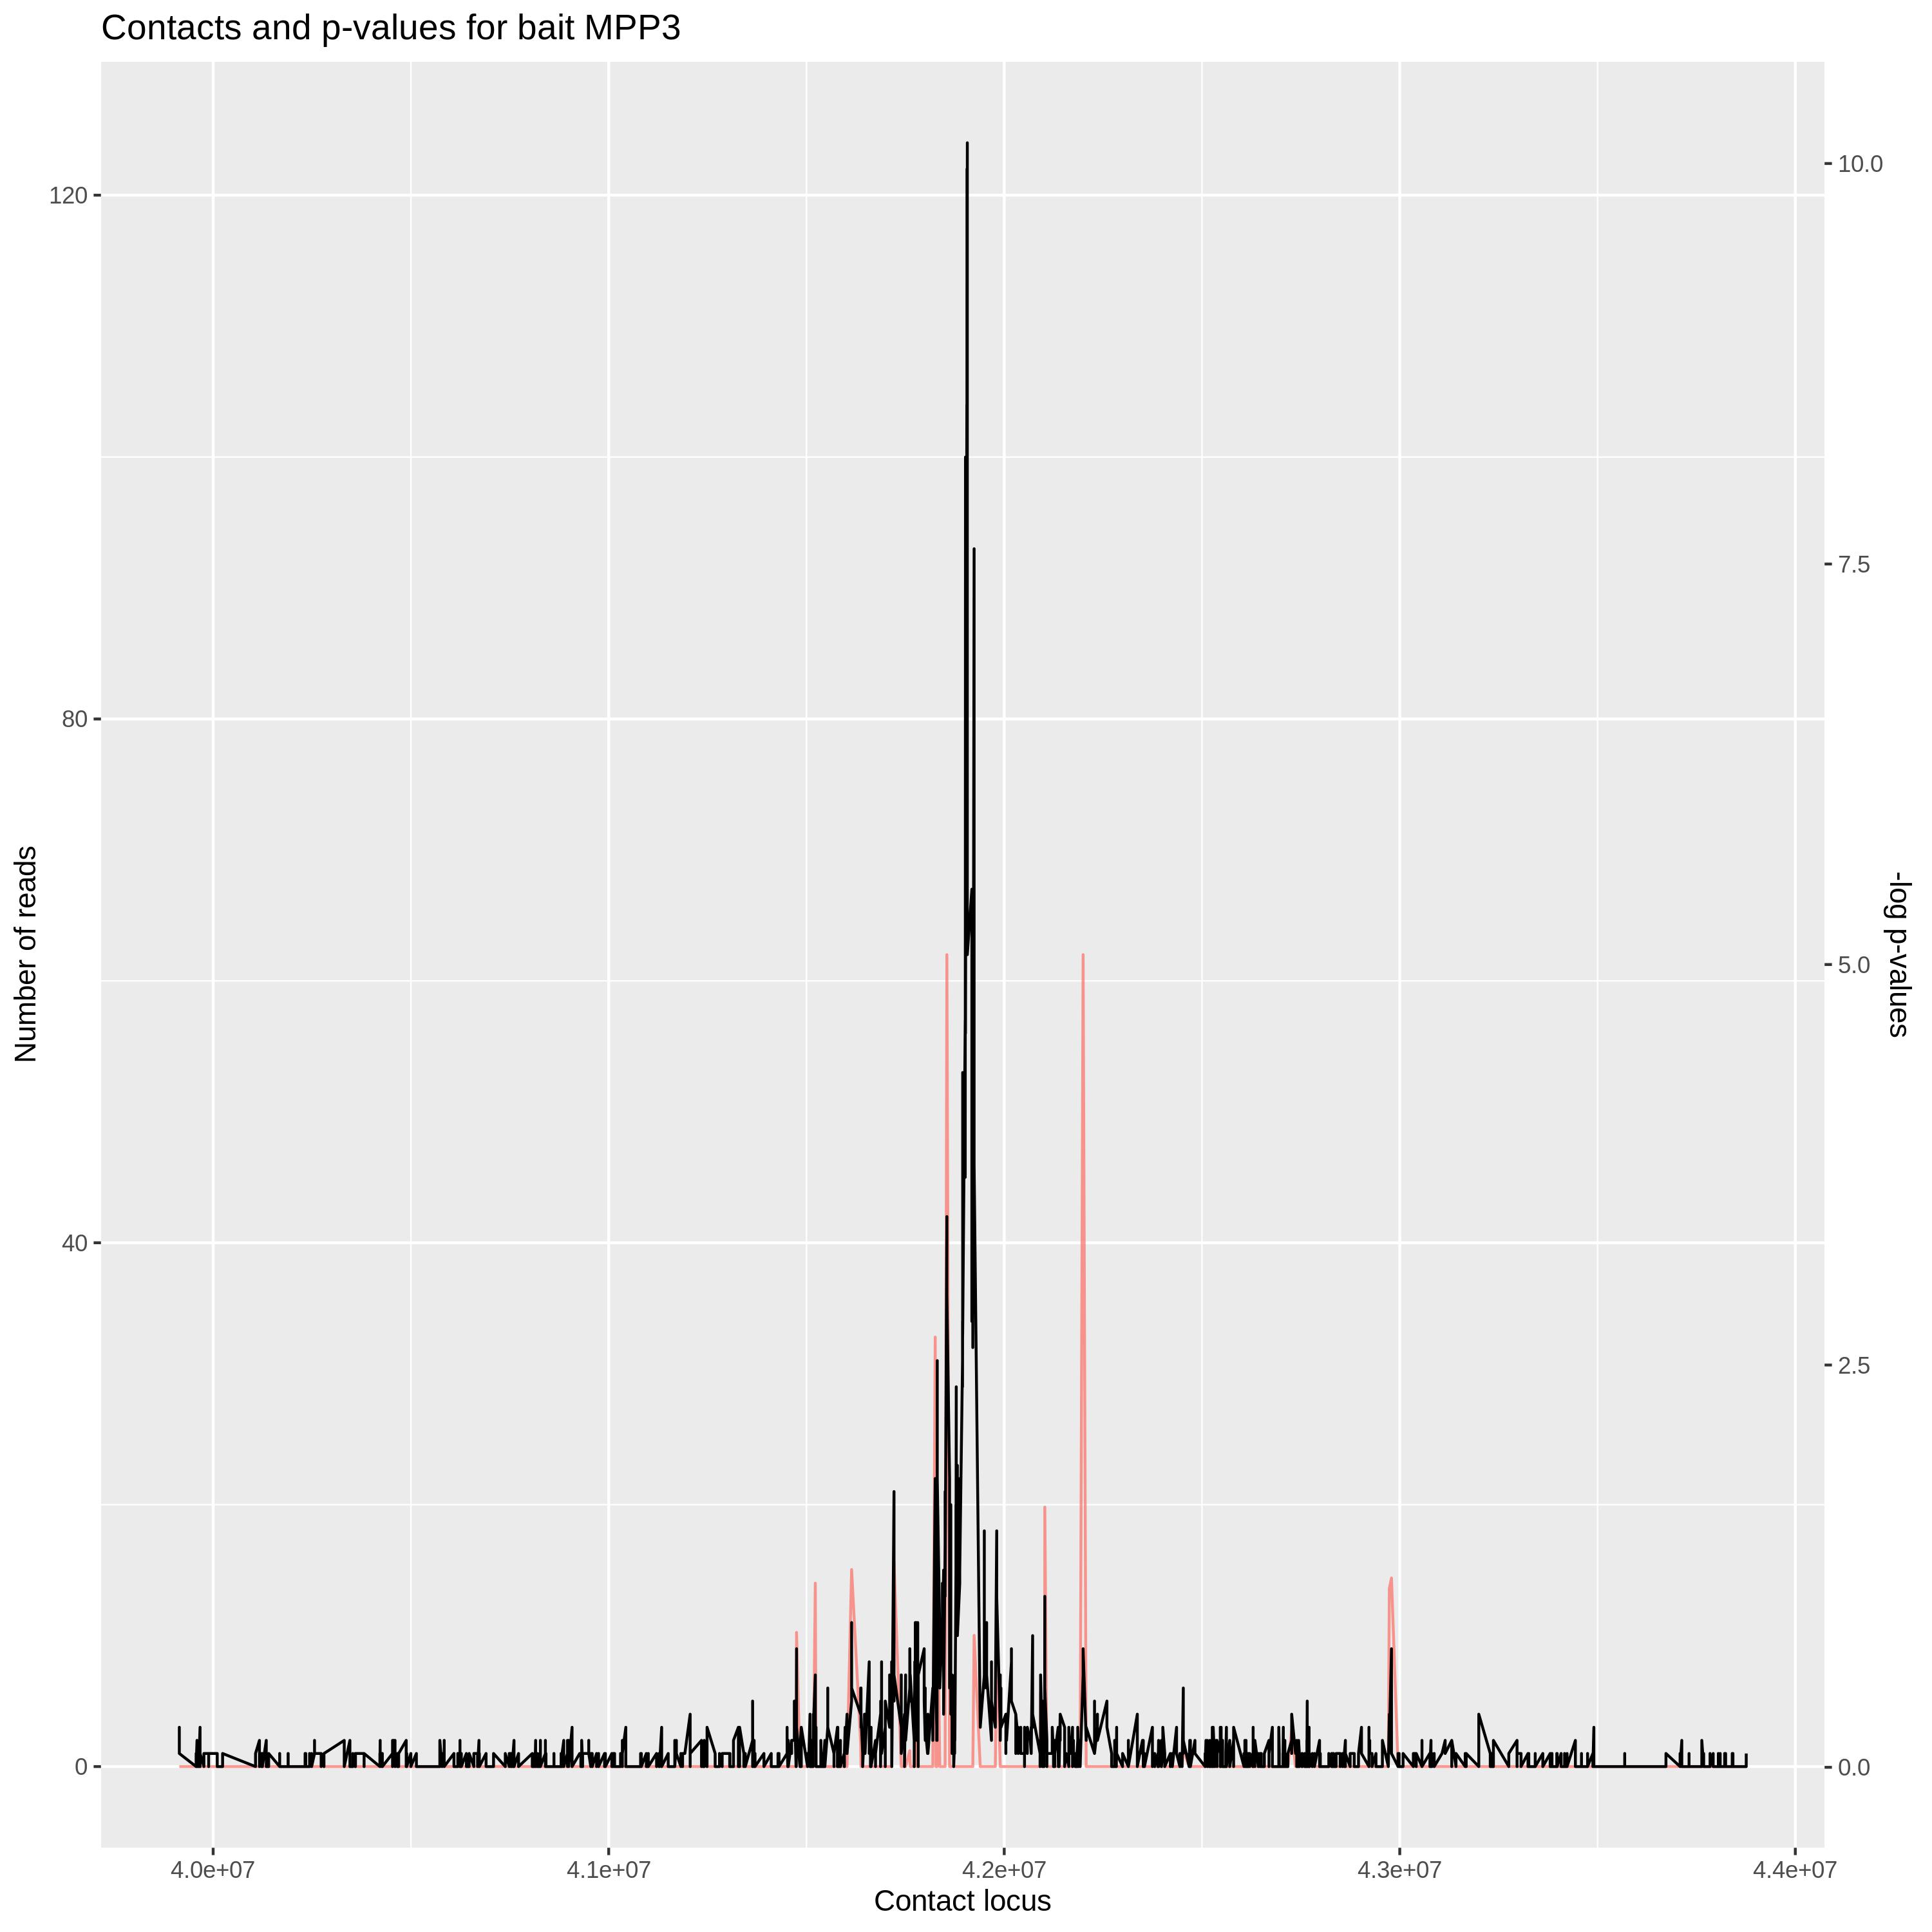 Contacts and p-values for bait MPP3
Number of reads
120
80
40
0
10.0
7.5
5.0
2.5
0.0
-log p-values
4.0e+07
4.1e+07
4.2e+07
4.3e+07
4.4e+07
Contact locus